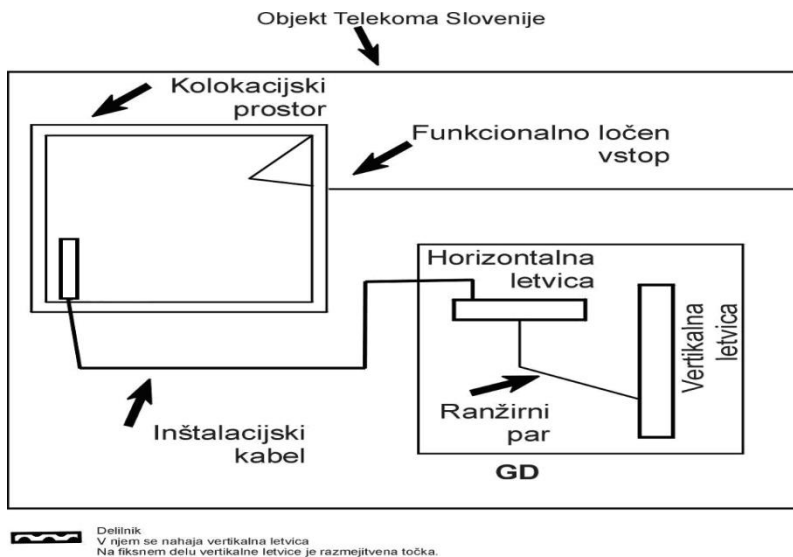 Objekt Telekoma Slovenije
Kolokacijski
prostor
Funkcionalno ločen
vstop
Horizontalna
letvica
Vertikalna
letvica
Ranžirni
par
Inštalacijski
kabel
GD
Delilnik
V njem se nahaja vertikalna letvica
Na fiksnem delu vertikalne letvice je razmejitvena točka.